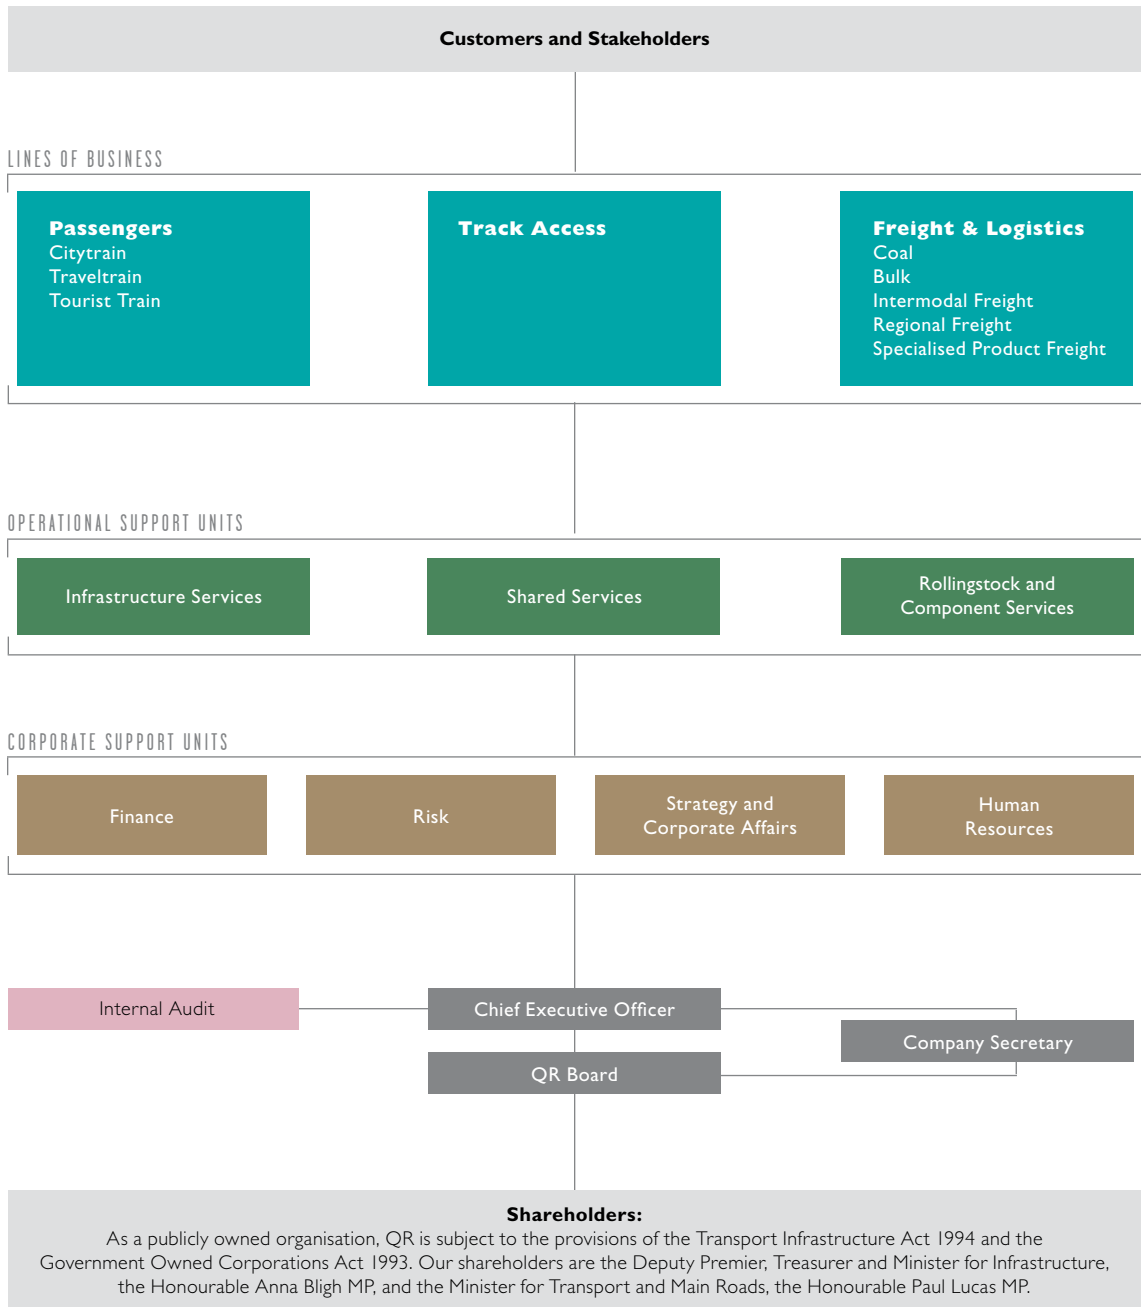 Customers and Stakeholders
LINES OF BUSINESS
Passengers
Citytrain
Traveltrain
Tourist Train
Track Access
Freight & Logistics
Coal
Bulk
Intermodal Freight
Regional Freight
Specialised Product Freight
OPERATIONAL SUPPORT UNITS
Infrastructure Services
Shared Services
Rollingstock and
Component Services
CORPORATE SUPPORT UNITS
Finance
Risk
Strategy and
Corporate Affairs
Human
Resources
Internal Audit
Chief Executive Officer
Company Secretary
QR Board
Shareholders:
As a publicly owned organisation, QR is subject to the provisions of the Transport Infrastructure Act 1994 and the
Government Owned Corporations Act 1993. Our shareholders are the Deputy Premier, Treasurer and Minister for Infrastructure,
the Honourable Anna Bligh MP, and the Minister for Transport and Main Roads, the Honourable Paul Lucas MP.